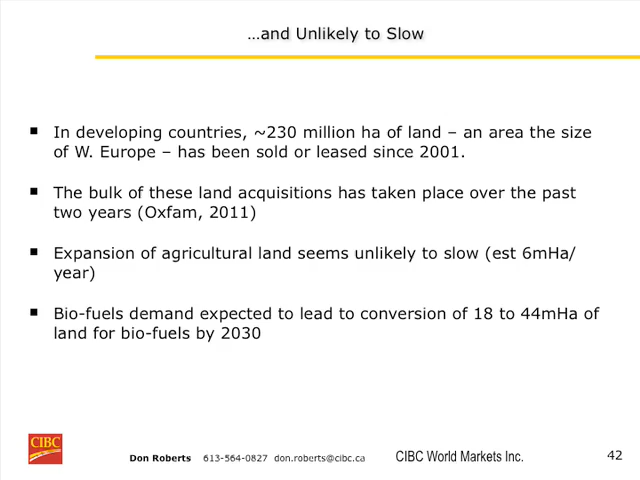 …and Unlikely to Slow
In developing countries, ~230 million ha of land – an area the size
of W. Europe – has been sold or leased since 2001.
The bulk of these land acquisitions has taken place over the past
two years (Oxfam, 2011)
Expansion of agricultural land seems unlikely to slow (est 6mHa/
year)
Bio-fuels demand expected to lead to conversion of 18 to 44mHa of
land for bio-fuels by 2030
CIBC
Don Roberts 613-564-0827 don.roberts@cibc.ca CIBC World Markets Inc. 42